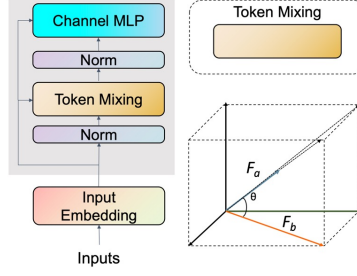 Channel MLP
Norm
Token Mixing
Norm
Input
Embedding
Inputs
Token Mixing
F_a
θ
F_b